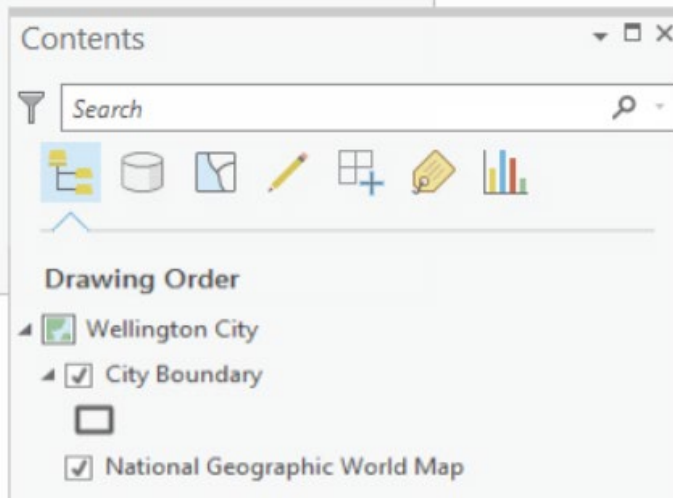 Contents
Search
Drawing Order
Wellington City
City Boundary
National Geographic World Map